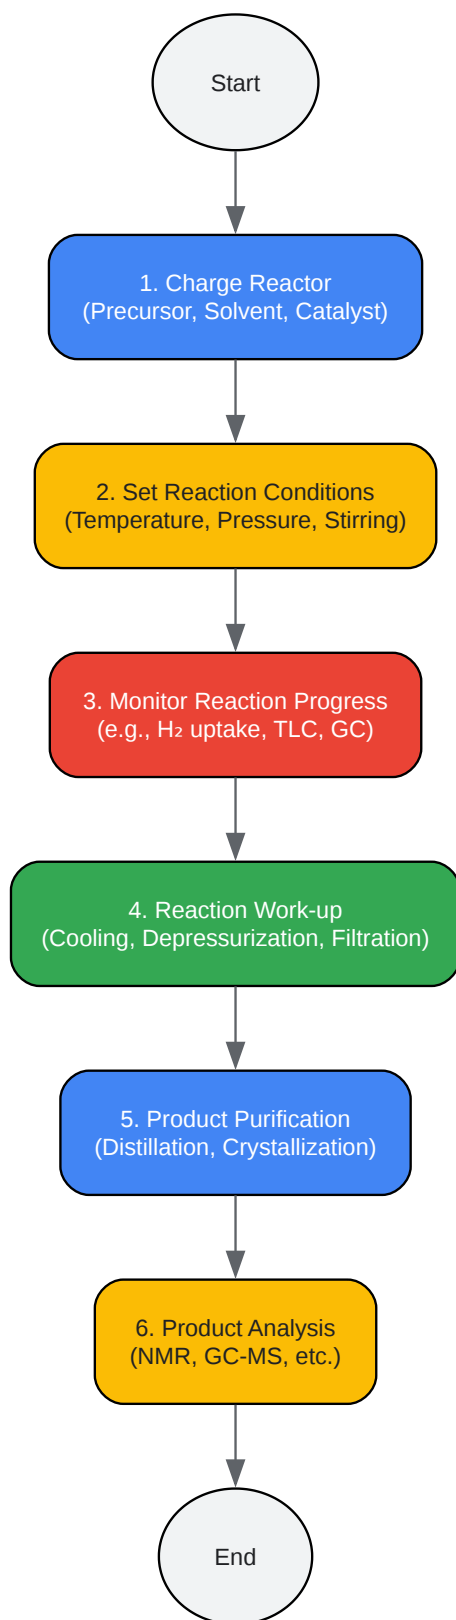 Start
1. Charge Reactor
(Precursor, Solvent, Catalyst)
2. Set Reaction Conditions
(Temperature, Pressure, Stirring)
3. Monitor Reaction Progress
(e.g., H₂ uptake, TLC, GC)
4. Reaction Work-up
(Cooling, Depressurization, Filtration)
5. Product Purification
(Distillation, Crystallization)
6. Product Analysis
(NMR, GC-MS, etc.)
End